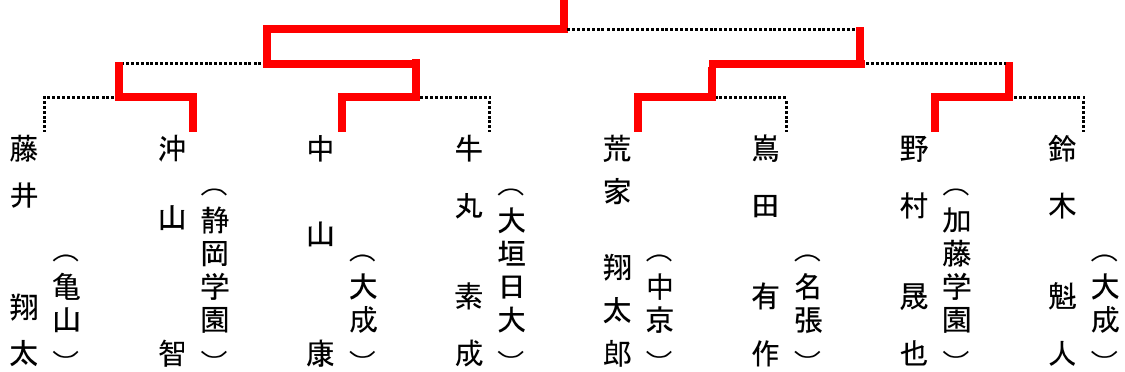 藤井 翔太
（亀山）
沖山 智
（静岡学園）
中山 康
（大成）
牛丸 素成
（大垣日大）
荒家 翔太郎
（中京）
嶌田 有作
（名張）
野村 晟也
（加藤学園）
鈴木 魁人
（大成）